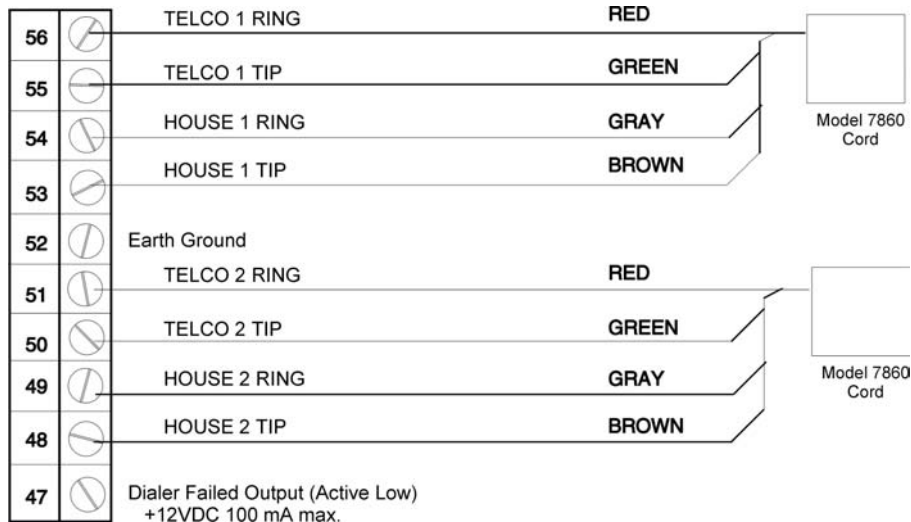 56 TELCO 1 RING RED
55 TELCO 1 TIP GREEN
54 HOUSE 1 RING GRAY
53 HOUSE 1 TIP BROWN
Model 7860
Cord
52 Earth Ground
51 TELCO 2 RING RED
50 TELCO 2 TIP GREEN
49 HOUSE 2 RING GRAY
48 HOUSE 2 TIP BROWN
Model 7860
Cord
47 Dialer Failed Output (Active Low)
+12VDC 100 mA max.